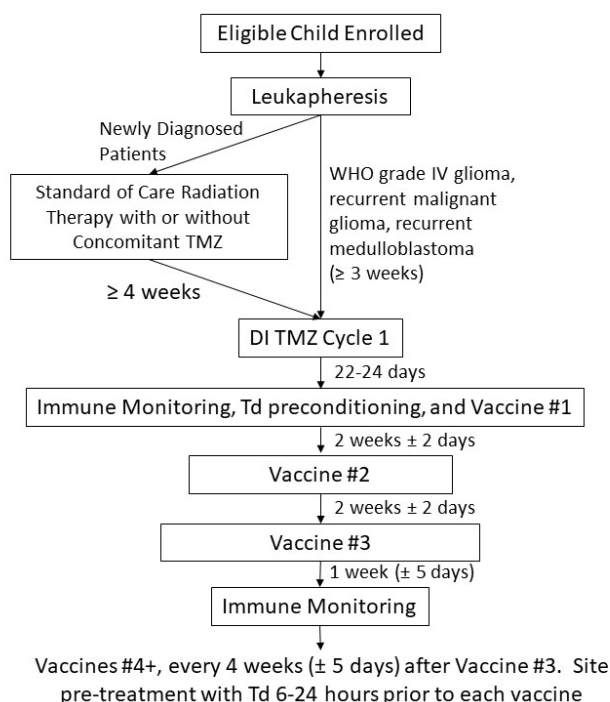 Eligible Child Enrolled
Leukapheresis
Newly Diagnosed
Patients
Standard of Care Radiation
Therapy with or without
Concomitant TMZ
WHO grade IV glioma,
recurrent malignant
glioma, recurrent
medulloblastoma
(≥ 3 weeks)
≥ 4 weeks
DI TMZ Cycle 1
22-24 days
Immune Monitoring, Td preconditioning, and Vaccine #1
2 weeks ± 2 days
Vaccine #2
2 weeks ± 2 days
Vaccine #3
1 week (± 5 days)
Immune Monitoring
Vaccines #4+, every 4 weeks (± 5 days) after Vaccine #3.  Site
pre-treatment with Td 6-24 hours prior to each vaccine